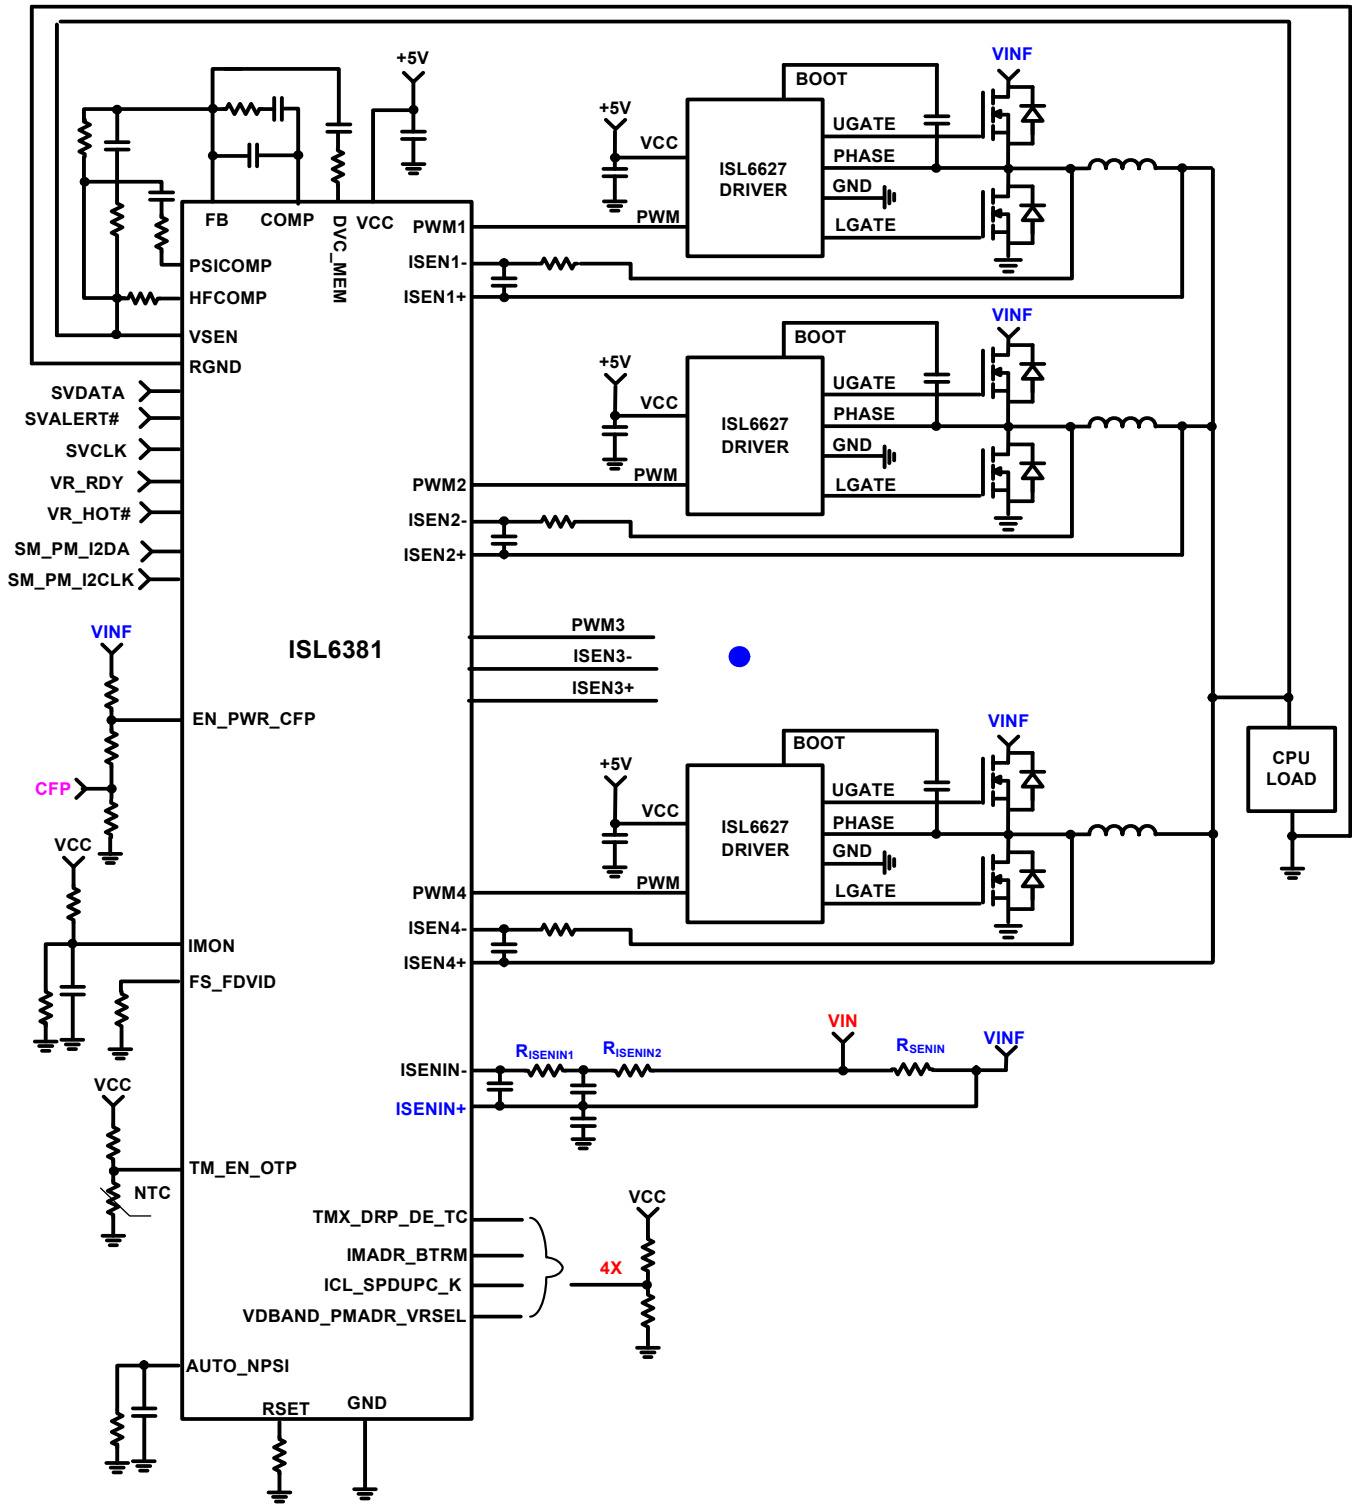 +5V
FB
COMP
DVC_MEM
VCC
PSICOMP
HFCOMP
VSEN
RGND
SVDATA
SVALERT#
SVCLK
VR_RDY
VR_HOT#
SM_PM_I2DA
SM_PM_I2CLK
VINF
EN_PWR_CFP
CFP
VCC
IMON
FS_FDVID
VCC
TM_EN_OTP
NTC
AUTO_NPSI
RSET
GND
ISL6381
PWM1
ISEN1-
ISEN1+
PWM2
ISEN2-
ISEN2+
PWM3
ISEN3-
ISEN3+
PWM4
ISEN4-
ISEN4+
ISENIN-
ISENIN+
TMX_DRP_DE_TC
IMADR_BTRM
ICL_SPDUPC_K
VDBAND_PMADR_VRSEL
+5V
VCC
PWM
BOOT
ISL6627
DRIVER
UGATE
PHASE
GND
LGATE
VINF
+5V
VCC
PWM
BOOT
ISL6627
DRIVER
UGATE
PHASE
GND
LGATE
VINF
+5V
VCC
PWM
BOOT
ISL6627
DRIVER
UGATE
PHASE
GND
LGATE
VINF
CPU
LOAD
RISENIN1
RISENIN2
VIN
RSENIN
VINF
4X
VCC